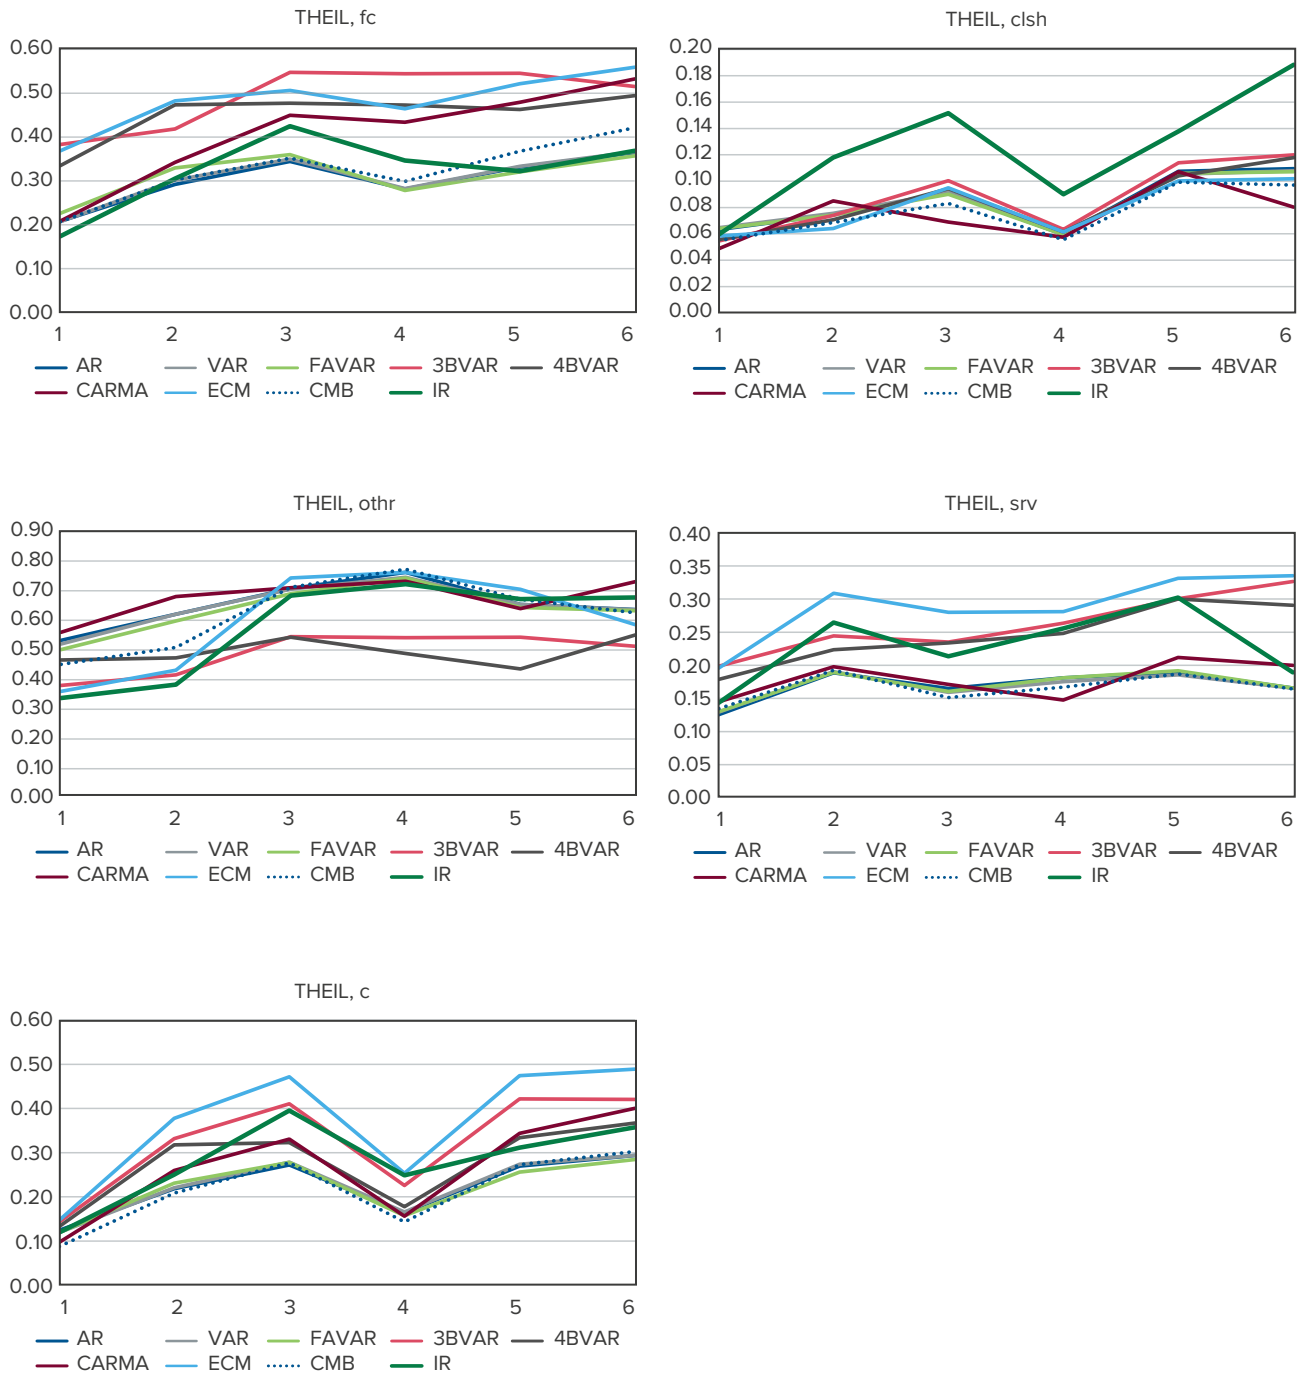 THEIL, fc
0.60
0.50
0.40
0.30
0.20
0.10
0.00
1 2 3 4 5 6
AR VAR FAVAR 3BVAR 4BVAR
CARMA ECM CMB IR
THEIL, clsh
0.20
0.18
0.16
0.14
0.12
0.10
0.08
0.06
0.04
0.02
0.00
1 2 3 4 5 6
AR VAR FAVAR 3BVAR 4BVAR
CARMA ECM CMB IR
THEIL, othr
0.90
0.80
0.70
0.60
0.50
0.40
0.30
0.20
0.10
0.00
1 2 3 4 5 6
AR VAR FAVAR 3BVAR 4BVAR
CARMA ECM CMB IR
THEIL, srv
0.40
0.35
0.30
0.25
0.20
0.15
0.10
0.05
0.00
1 2 3 4 5 6
AR VAR FAVAR 3BVAR 4BVAR
CARMA ECM CMB IR
THEIL, c
0.60
0.50
0.40
0.30
0.20
0.10
0.00
1 2 3 4 5 6
AR VAR FAVAR 3BVAR 4BVAR
CARMA ECM CMB IR